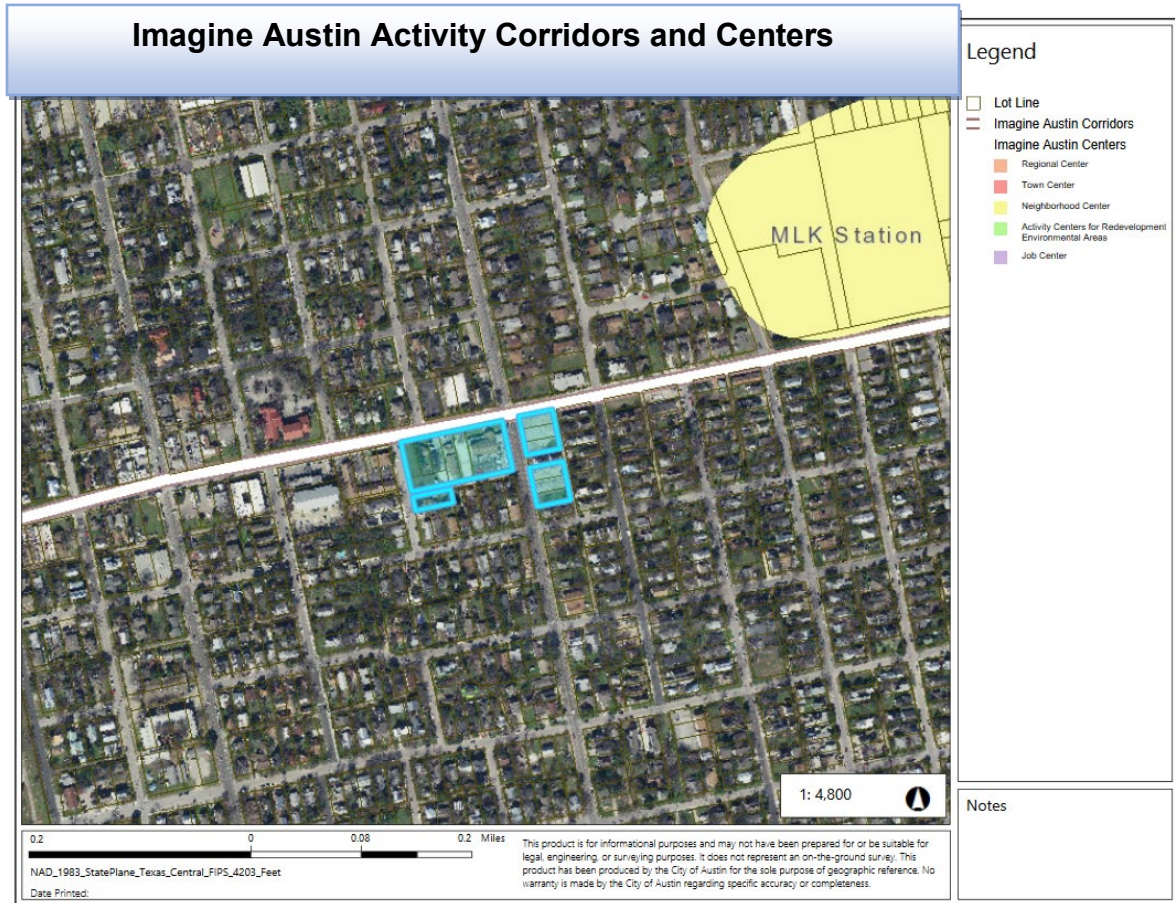 Imagine Austin Activity Corridors and Centers
Legend
Lot Line
Imagine Austin Corridors
Imagine Austin Centers
Regional Center
Town Center
Neighborhood Center
Activity Centers for Redevelopment
Environmental Areas
Job Center
MLK Station
1: 4,800
Notes
0.2 0 0.08 0.2 Miles
NAD_1983_StatePlane_Texas_Central_FIPS_4203_Feet
Date Printed:
This product is for informational purposes and may not have been prepared for or be suitable for
legal, engineering, or surveying purposes. It does not represent an on-the-ground survey. This
product has been produced by the City of Austin for the sole purpose of geographic reference. No
warranty is made by the City of Austin regarding specific accuracy or completeness.